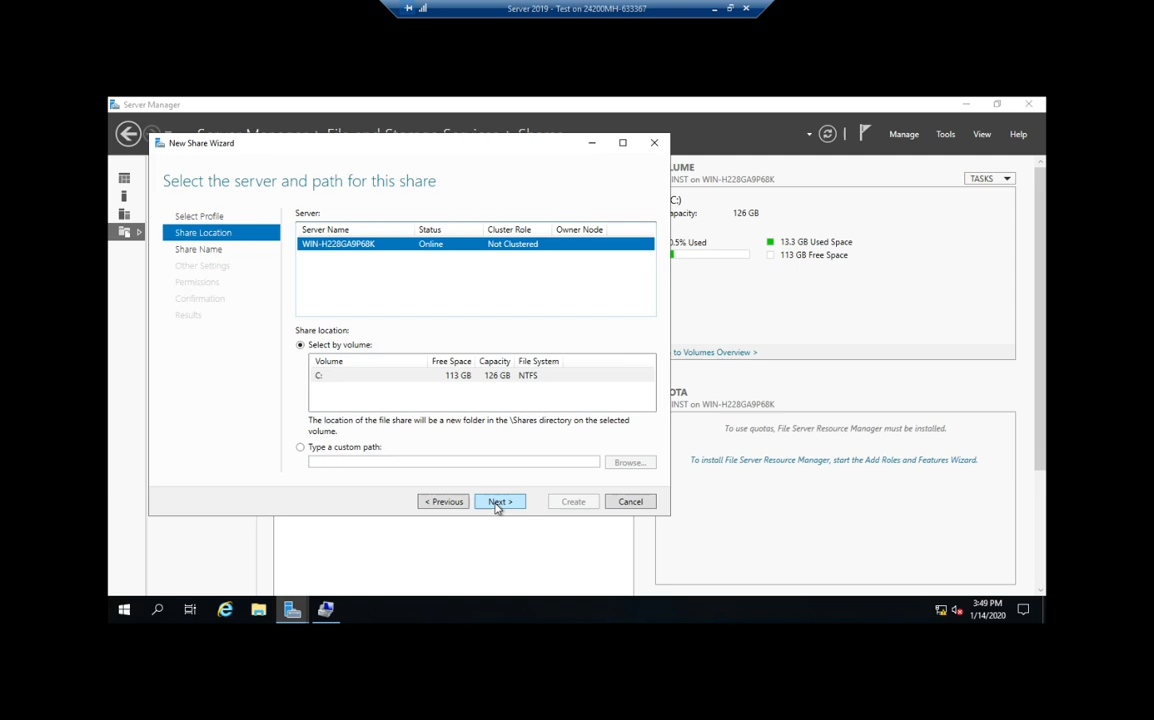 Server 2019 - Test on 24200MH-633367
Server Manager
Manage
Tools
View
Help
New Share Wizard
Select the server and path for this share
Select Profile
Share Location
Share Name
Other Settings
Permissions
Confirmation
Results
Server:
Server Name Status Cluster Role Owner Node
WIN-H228GA9P68K Online Not Clustered
Share location:
Select by volume:
Volume Free Space Capacity File System
C: 113 GB 126 GB NTFS
The location of the file share will be a new folder in the \Shares directory on the selected
volume.
Type a custom path:
Browse...
< Previous
Next >
Create
Cancel
LUME
INST on WIN-H228GA9P68K
TASKS
C:)
apacity: 126 GB
0.5% Used
13.3 GB Used Space
113 GB Free Space
to Volumes Overview >
OTA
INST on WIN-H228GA9P68K
To use quotas, File Server Resource Manager must be installed.
To install File Server Resource Manager, start the Add Roles and Features Wizard.
3:49 PM
1/14/2020